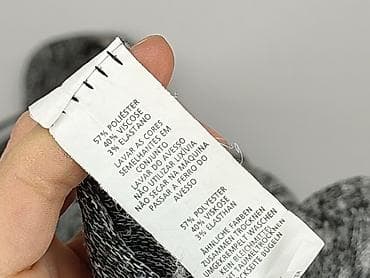 57% POLIÉSTER
40% VISCOSE
3% ELASTANO
LAVAR AS CORES
SEMELHANTES EM
CONJUNTO
LAVAR DO AVESSO
NÃO UTILIZAR LIXÍVIA
NÃO SECAR NA MÁQUINA
PASSAR A FERRO DO
AVESSO
57% POLYESTER
40% VISKOSE
3% ELASTHAN
ÄHNLICHE FARBEN
ZUSAMMEN WASCHEN